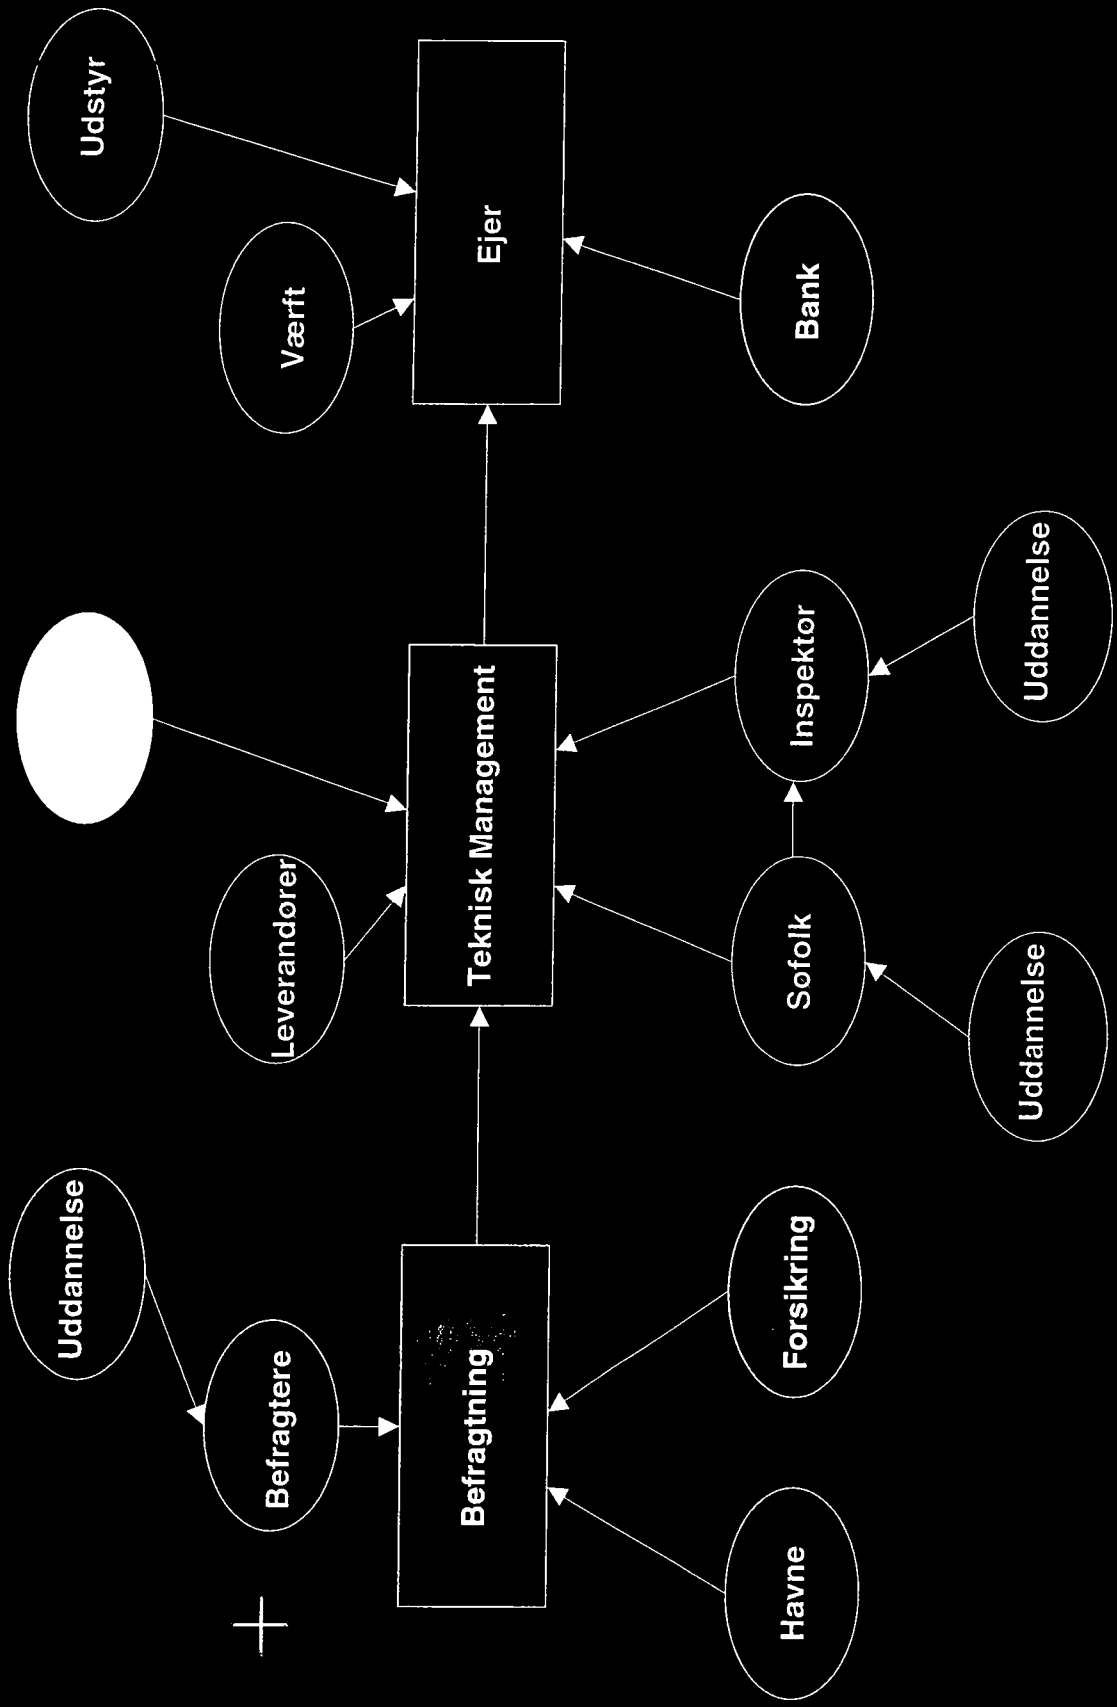 Uddannelse
Udstyr
Befragtere
Leverandører
Værft
Befragtning
Teknisk Management
Ejer
Havne
Forsikring
Søfolk
Inspektør
Bank
Uddannelse
Uddannelse